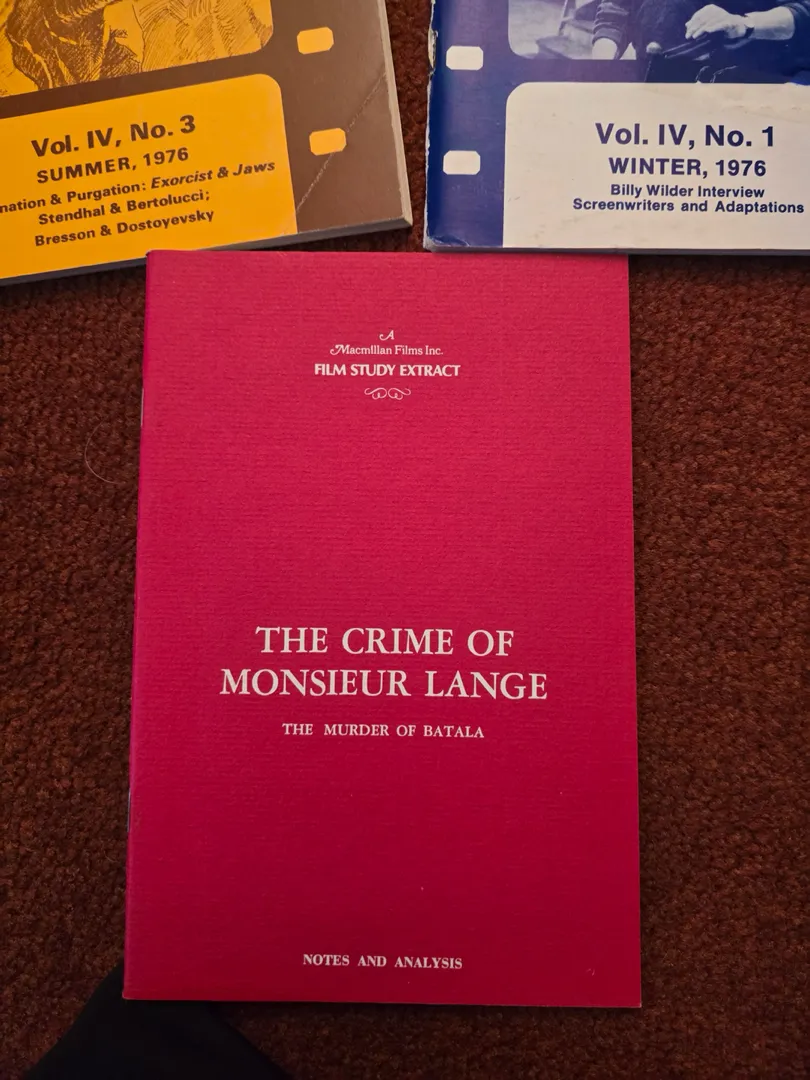 Vol. IV, No. 3
SUMMER, 1976
& Purgation: Exorcist & Jaws
Stendhal & Bertolucci;
Bresson & Dostoyevsky
Vol. IV, No. 1
WINTER, 1976
Billy Wilder Interview
Screenwriters and Adaptations
A
Macmillan Films Inc.
FILM STUDY EXTRACT
THE CRIME OF
MONSIEUR LANGE
THE MURDER OF BATALA
NOTES AND ANALYSIS